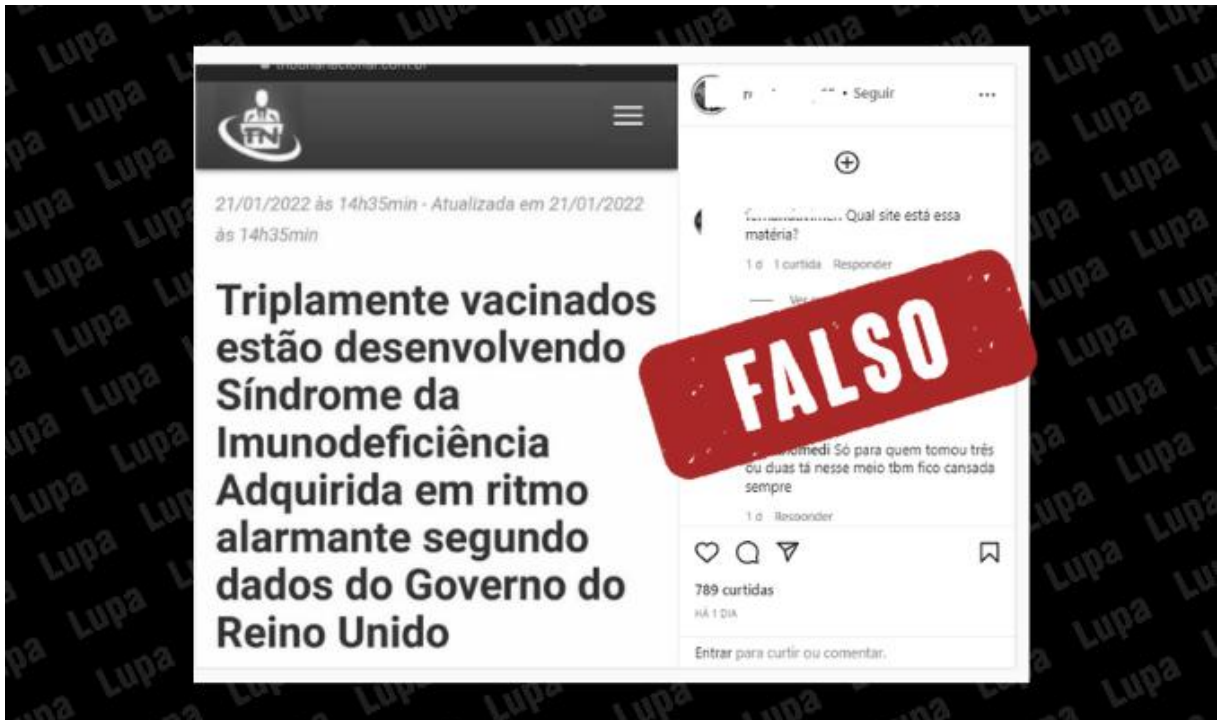 TN
21/01/2022 às 14h35min - Atualizada em 21/01/2022
às 14h35min
Triplamente vacinados
estão desenvolvendo
Síndrome da
Imunodeficiência
Adquirida em ritmo
alarmante segundo
dados do Governo do
Reino Unido
• Seguir
Qual site está essa
matéria?
1 d 1 curtida Responder
FALSO
Só para quem tomou três
ou duas tá nesse meio tbm fico cansada
sempre
1 d Responder
789 curtidas
HÁ 1 DIA
Entrar para curtir ou comentar.
Lupa